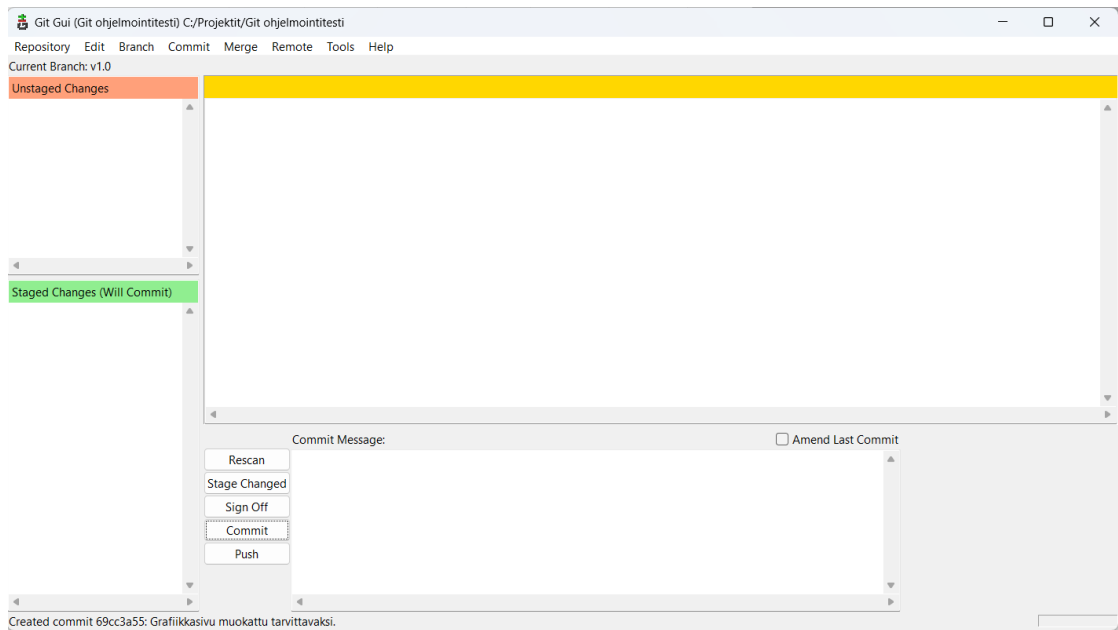 Git Gui (Git ohjelmointitesti) C:/Projektit/Git ohjelmointitesti
Repository Edit Branch Commit Merge Remote Tools Help
Current Branch: v1.0
Unstaged Changes
Staged Changes (Will Commit)
Commit Message:
Amend Last Commit
Rescan
Stage Changed
Sign Off
Commit
Push
Created commit 69cc3a55: Grafiikkasivu muokattu tarvittavaksi.